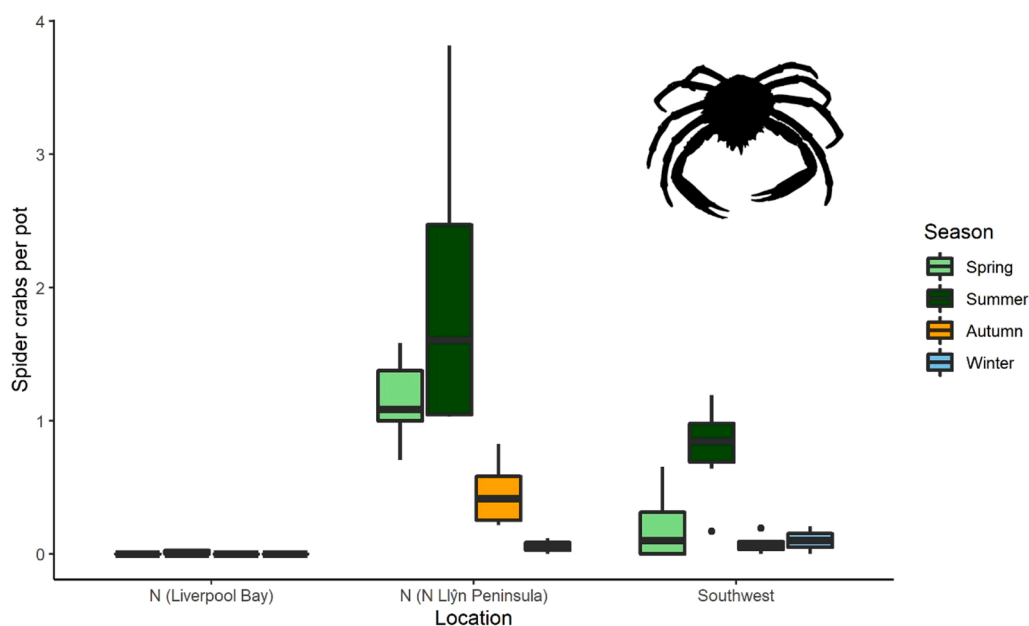 4
3
2
1
0
Spider crabs per pot
N (Liverpool Bay)
N (N Llŷn Peninsula)
Southwest
Location
Season
Spring
Summer
Autumn
Winter